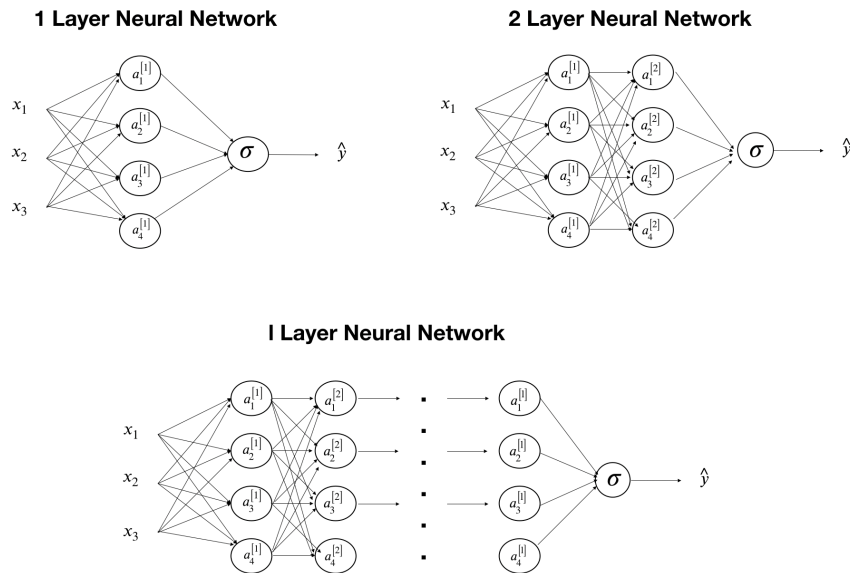 1 Layer Neural Network
a₁^[1]
x₁
a₂^[1]
x₂
σ
ŷ
a₃^[1]
x₃
a₄^[1]
2 Layer Neural Network
a₁^[1] a₁^[2]
x₁
a₂^[1] a₂^[2]
x₂
σ
ŷ
a₃^[1] a₃^[2]
x₃
a₄^[1] a₄^[2]
l Layer Neural Network
a₁^[1] a₁^[2] a₁^[l]
x₁
a₂^[1] a₂^[2] a₂^[l]
x₂
σ
ŷ
a₃^[1] a₃^[2] a₃^[l]
x₃
a₄^[1] a₄^[2] a₄^[l]